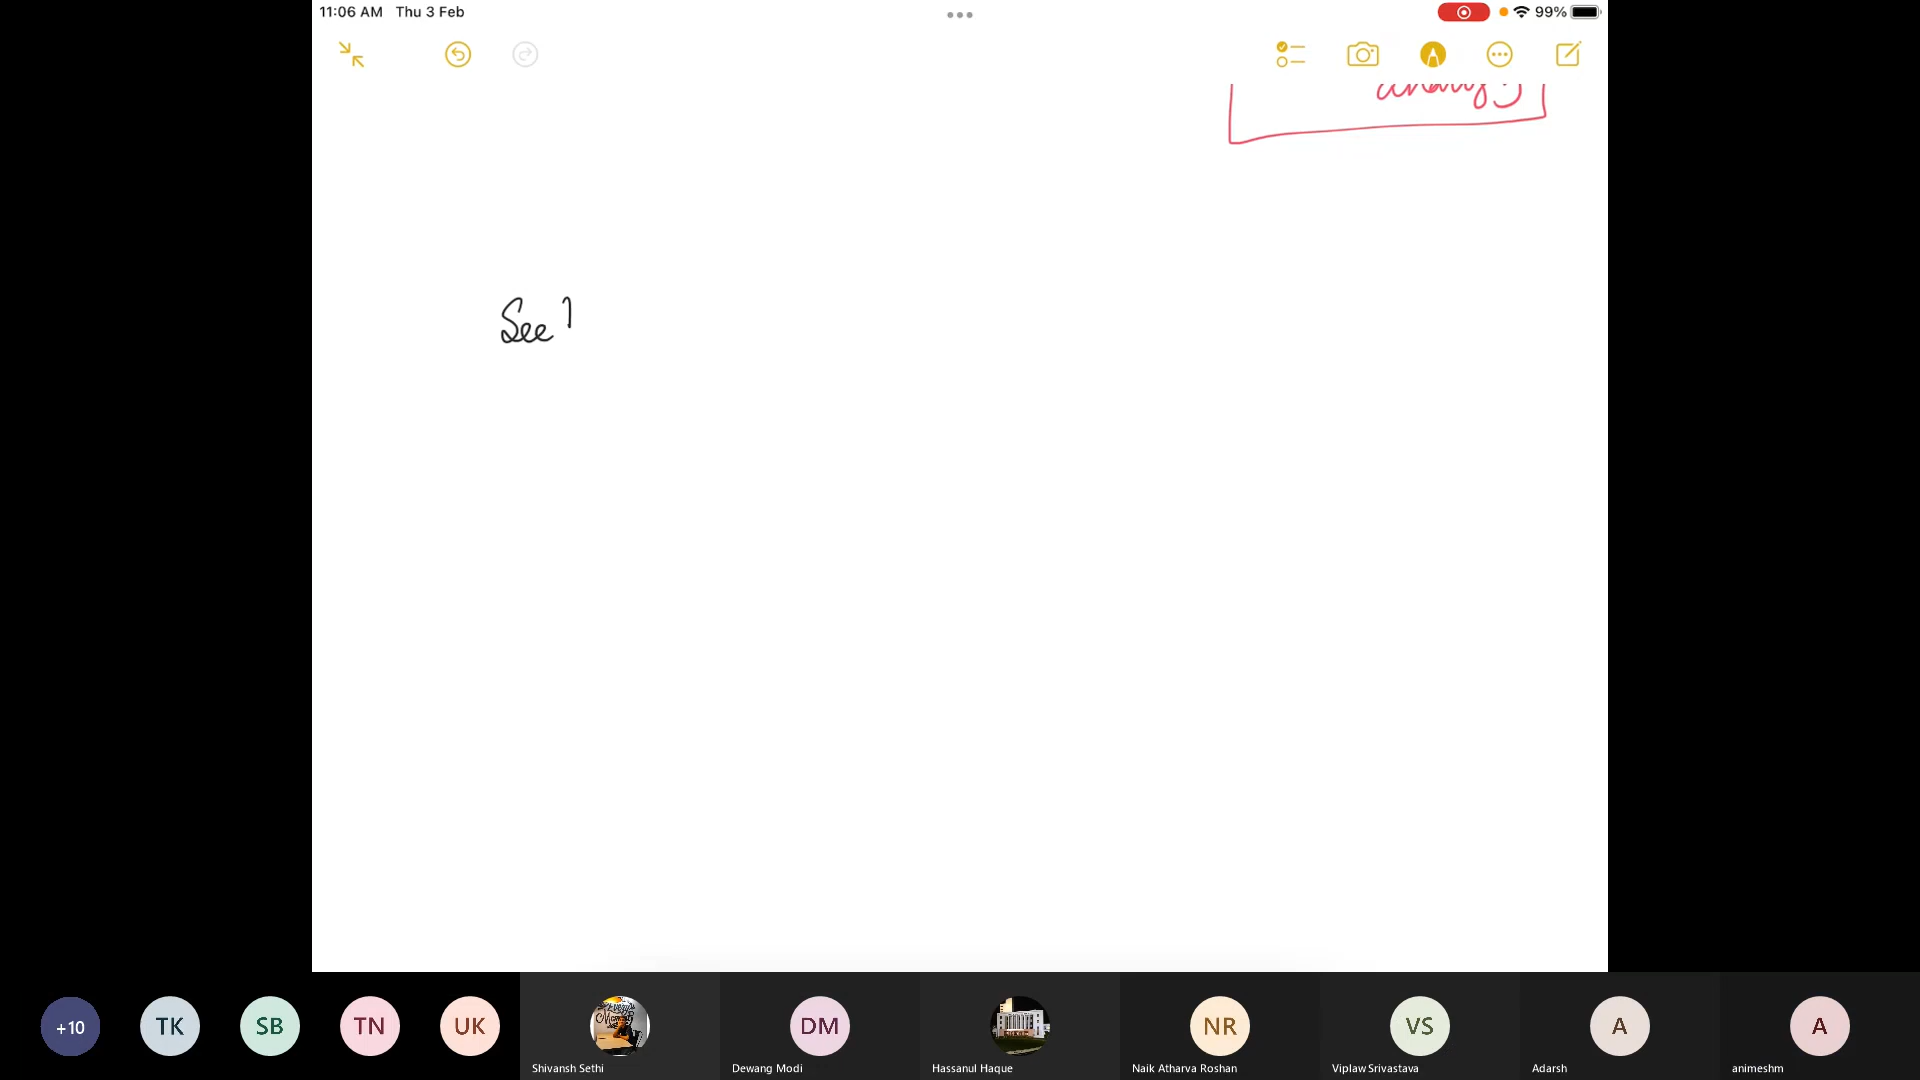 11:06 AM Thu 3 Feb
99%
See
+10
TK
SB
TN
UK
DM
NR
VS
A
A
Shivansh Sethi
Dewang Modi
Hassanul Haque
Naik Atharva Roshan
Viplaw Srivastava
Adarsh
animeshm